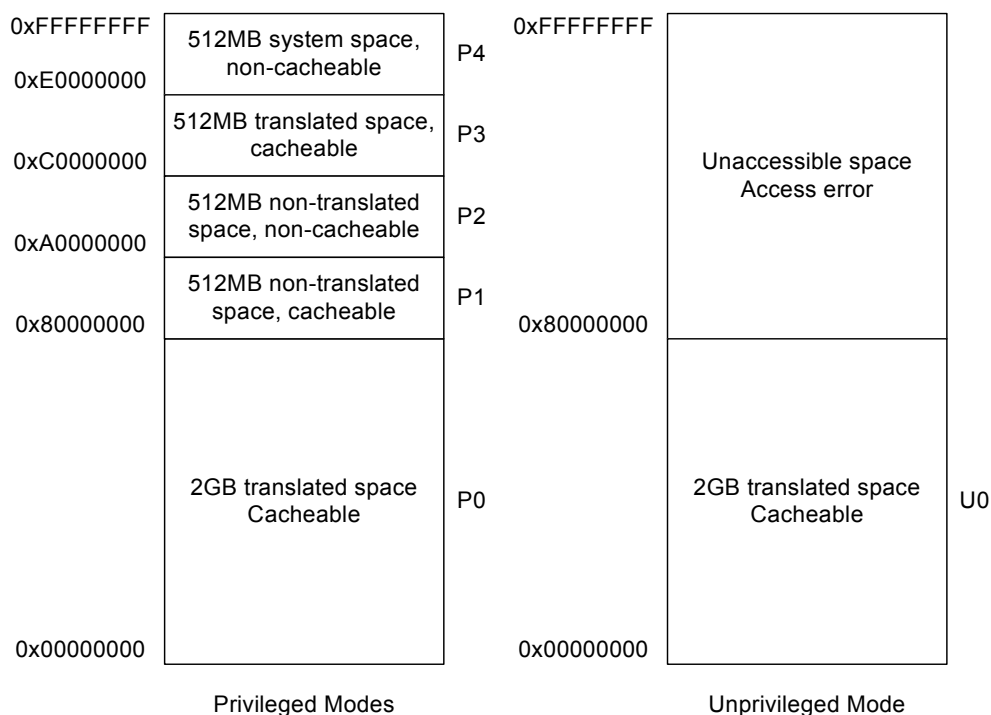 0xFFFFFFFF
512MB system space,
non-cacheable
P4
0xE0000000
512MB translated space,
cacheable
P3
0xC0000000
512MB non-translated
space, non-cacheable
P2
0xA0000000
512MB non-translated
space, cacheable
P1
0x80000000
2GB translated space
Cacheable
P0
0x00000000
Privileged Modes
0xFFFFFFFF
Unaccessible space
Access error
0x80000000
2GB translated space
Cacheable
U0
0x00000000
Unprivileged Mode